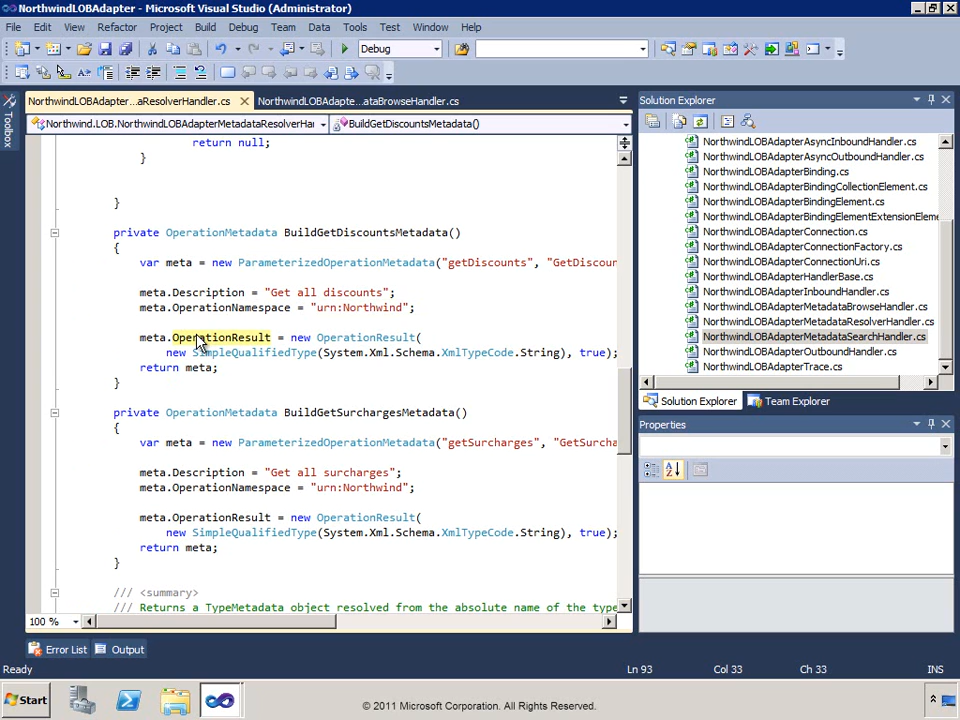 NorthwindLOBAdapter - Microsoft Visual Studio (Administrator)
File Edit View Refactor Project Build Debug Team Data Tools Test Window Help
Debug
NorthwindLOBAdapter...aResolverHandler.cs
NorthwindLOBAdapte...ataBrowseHandler.cs
Northwind.LOB.NorthwindLOBAdapterMetadataResolverHar
BuildGetDiscountsMetadata()
Toolbox
return null;
}
}
private OperationMetadata BuildGetDiscountsMetadata()
{
var meta = new ParameterizedOperationMetadata("getDiscounts", "GetDiscoun
meta.Description = "Get all discounts";
meta.OperationNamespace = "urn:Northwind";
meta.OperationResult = new OperationResult(
new SimpleQualifiedType(System.Xml.Schema.XmlTypeCode.String), true);
return meta;
}
private OperationMetadata BuildGetSurchargesMetadata()
{
var meta = new ParameterizedOperationMetadata("getSurcharges", "GetSurcha
meta.Description = "Get all surcharges";
meta.OperationNamespace = "urn:Northwind";
meta.OperationResult = new OperationResult(
new SimpleQualifiedType(System.Xml.Schema.XmlTypeCode.String), true);
return meta;
}
/// <summary>
/// Returns a TypeMetadata object resolved from the absolute name of the type
100 %
Solution Explorer
NorthwindLOBAdapterAsyncInboundHandler.cs
NorthwindLOBAdapterAsyncOutboundHandler.cs
NorthwindLOBAdapterBinding.cs
NorthwindLOBAdapterBindingCollectionElement.cs
NorthwindLOBAdapterBindingElement.cs
NorthwindLOBAdapterBindingElementExtensionEleme
NorthwindLOBAdapterConnection.cs
NorthwindLOBAdapterConnectionFactory.cs
NorthwindLOBAdapterConnectionUri.cs
NorthwindLOBAdapterHandlerBase.cs
NorthwindLOBAdapterInboundHandler.cs
NorthwindLOBAdapterMetadataBrowseHandler.cs
NorthwindLOBAdapterMetadataResolverHandler.cs
NorthwindLOBAdapterMetadataSearchHandler.cs
NorthwindLOBAdapterOutboundHandler.cs
NorthwindLOBAdapterTrace.cs
Solution Explorer Team Explorer
Properties
Error List Output
Ready Ln 93 Col 33 Ch 33 INS
Start
© 2011 Microsoft Corporation. All Rights Reserved.